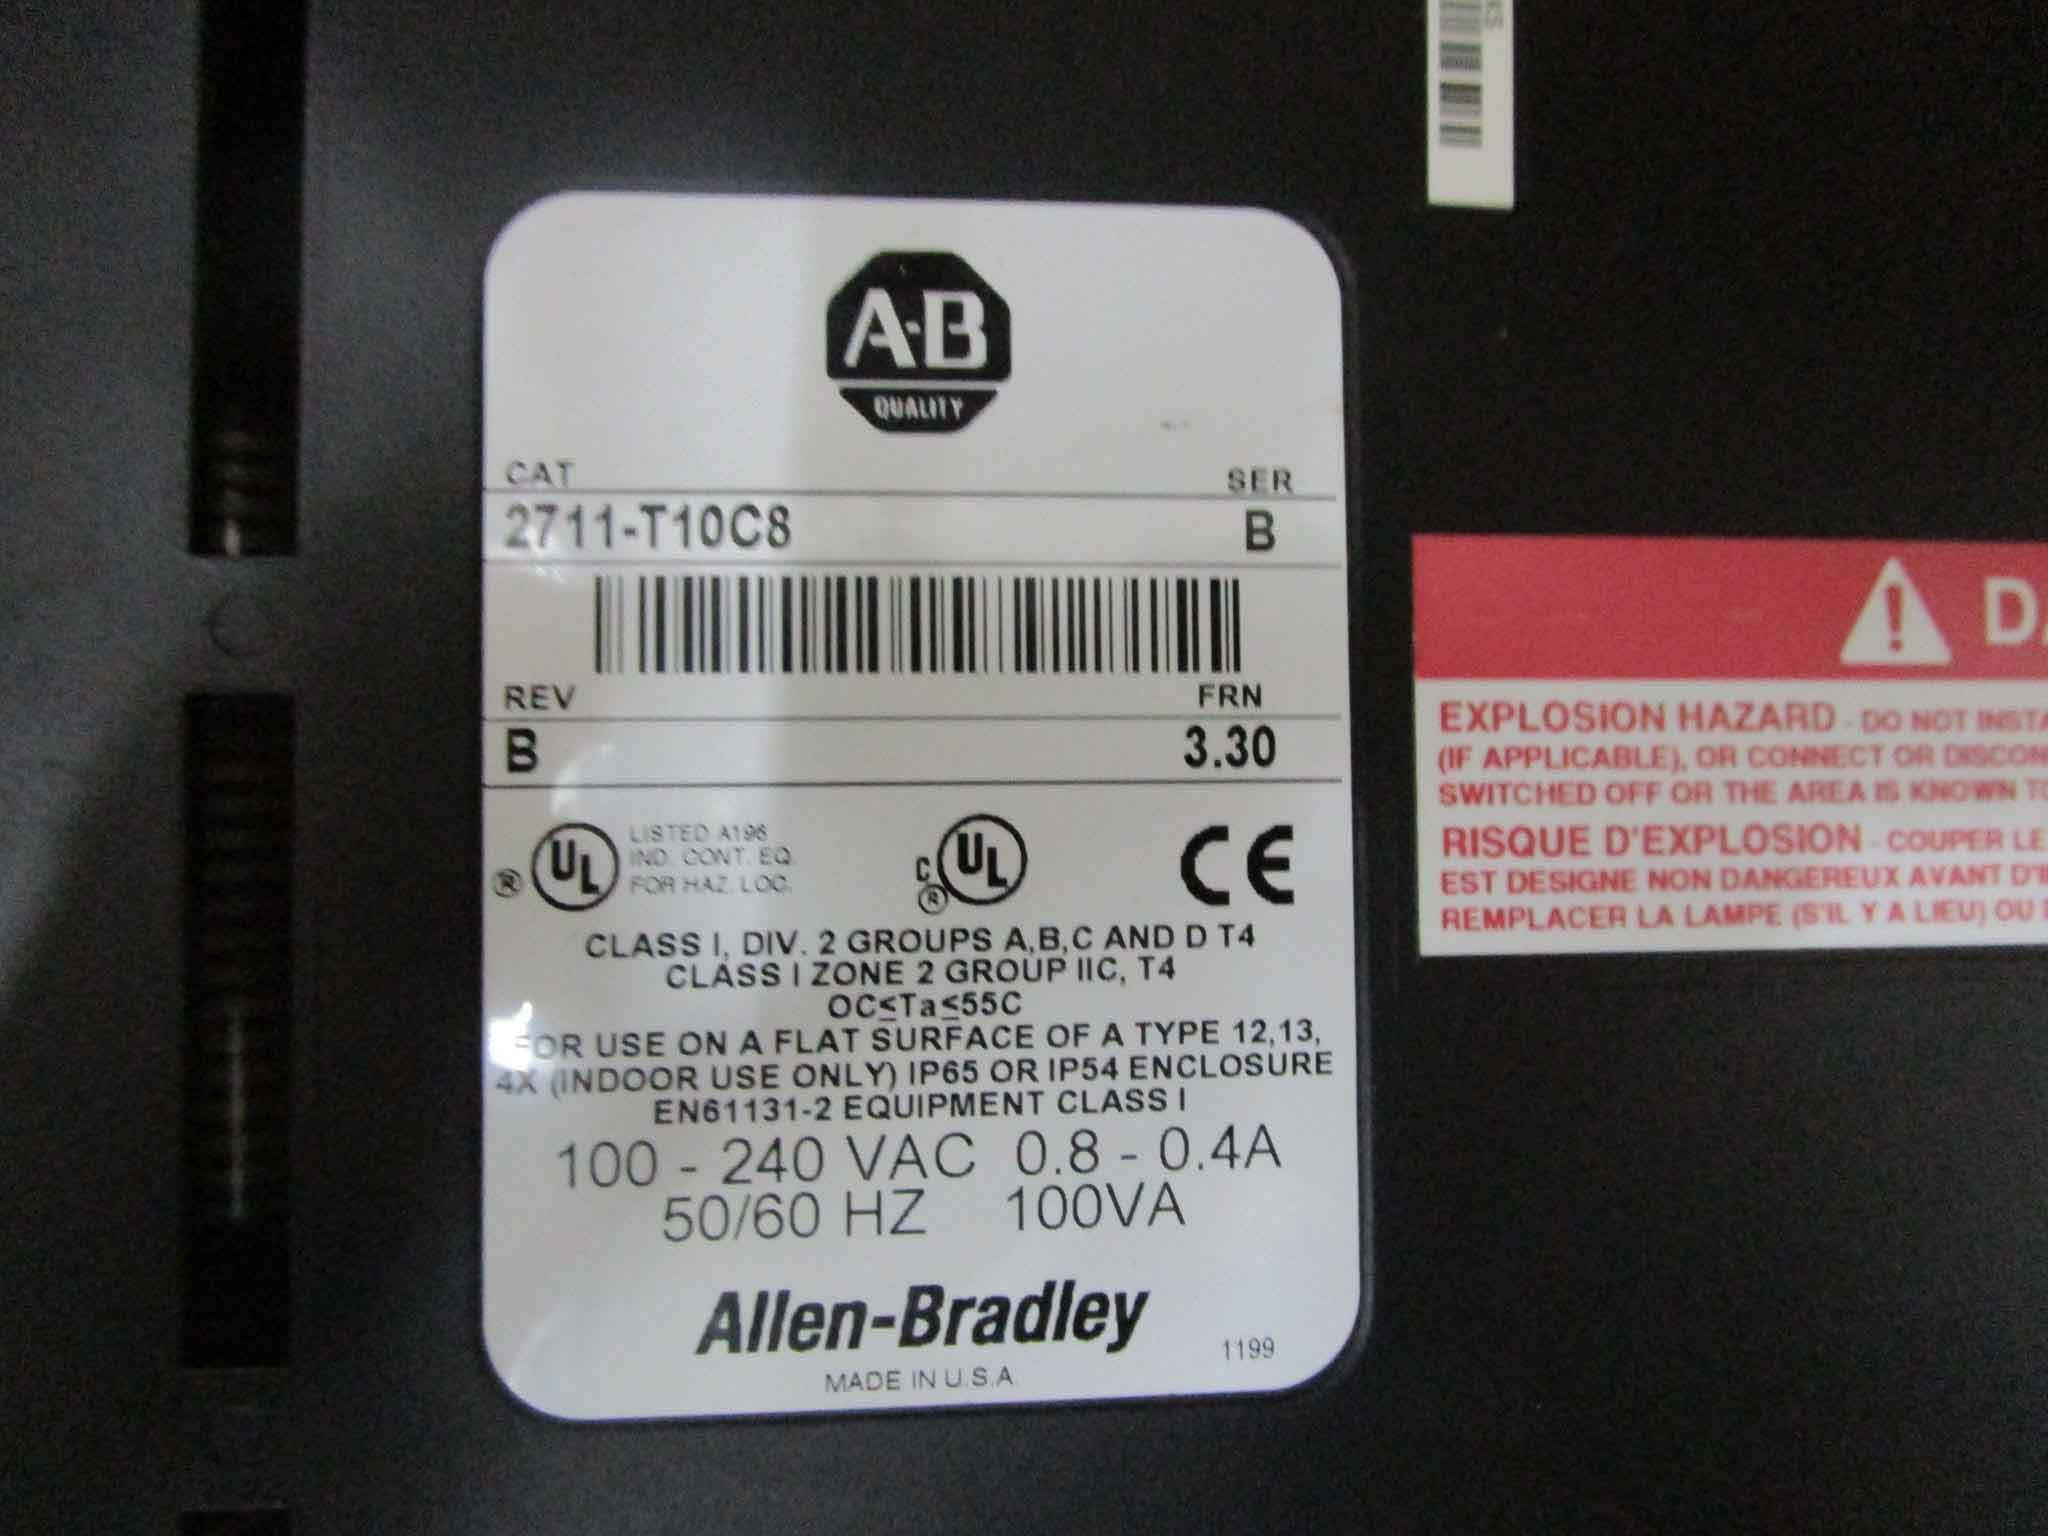 A-B
QUALITY
CAT SER
2711-T10C8 B
REV FRN
B 3.30
® UL LISTED A196
IND. CONT. EQ.
FOR HAZ. LOC.
C UL ® CE
CLASS I, DIV. 2 GROUPS A,B,C AND D T4
CLASS I ZONE 2 GROUP IIC, T4
OC≤Ta≤55C
FOR USE ON A FLAT SURFACE OF A TYPE 12,13,
4X (INDOOR USE ONLY) IP65 OR IP54 ENCLOSURE
EN61131-2 EQUIPMENT CLASS I
100 - 240 VAC 0.8 - 0.4A
50/60 HZ 100VA
Allen-Bradley
1199
MADE IN U.S.A.
EXPLOSION HAZARD - DO NOT
(IF APPLICABLE), OR CONNECT OR
SWITCHED OFF OR THE AREA IS KNOWN
RISQUE D'EXPLOSION - COUPER LE
EST DESIGNE NON DANGEREUX AVANT
REMPLACER LA LAMPE (S'IL Y A LIEU) OU